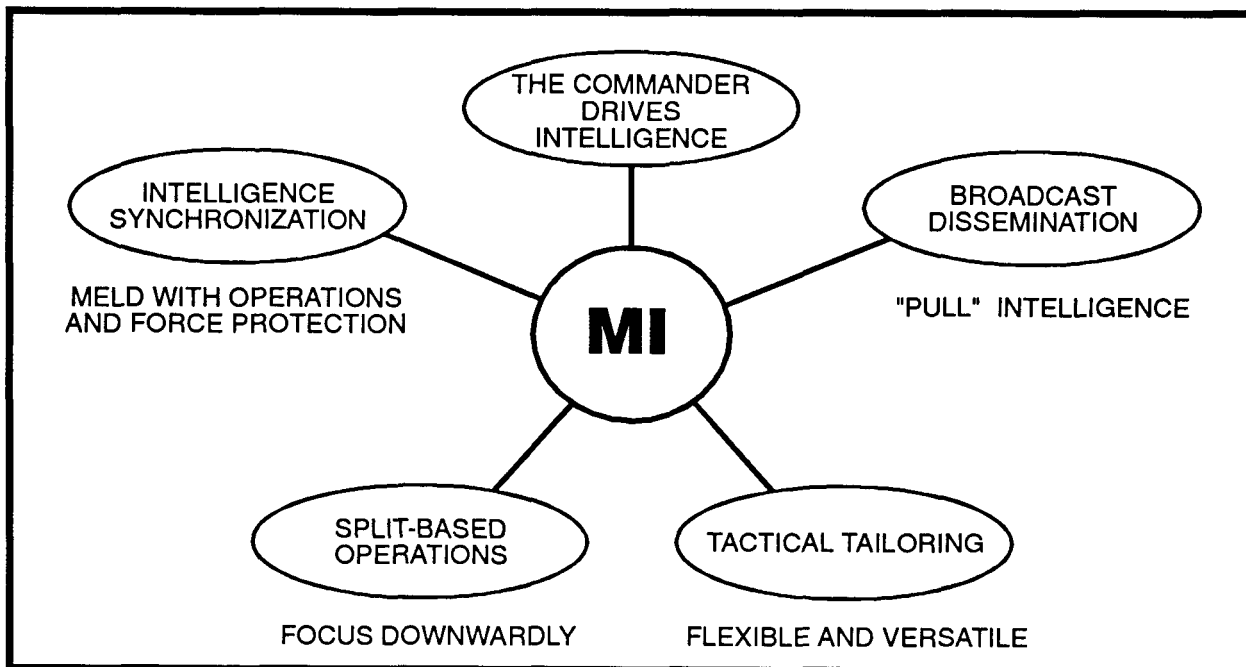 THE COMMANDER
DRIVES
INTELLIGENCE
INTELLIGENCE
SYNCHRONIZATION
MELD WITH OPERATIONS
AND FORCE PROTECTION
BROADCAST
DISSEMINATION
"PULL" INTELLIGENCE
MI
SPLIT-BASED
OPERATIONS
FOCUS DOWNWARDLY
TACTICAL TAILORING
FLEXIBLE AND VERSATILE